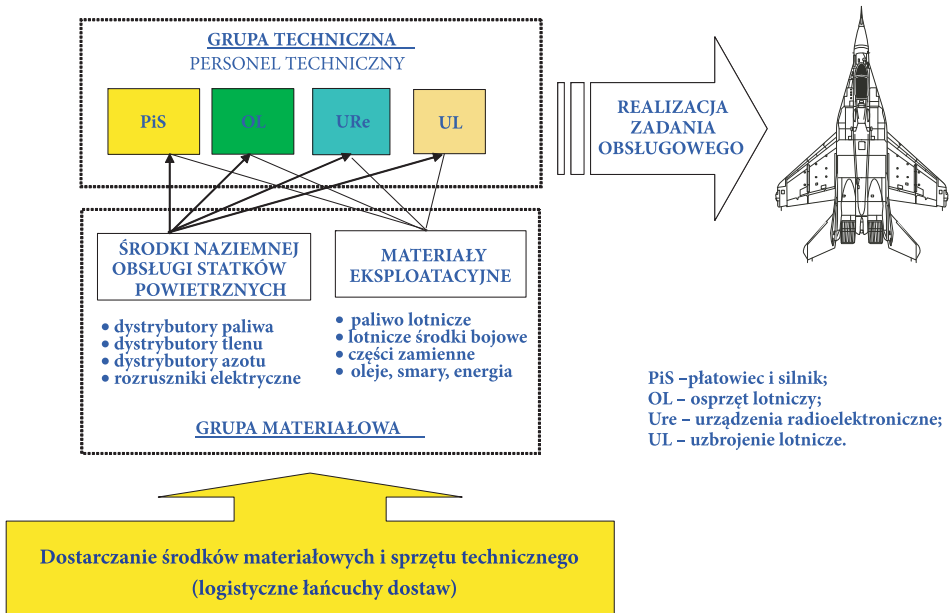 GRUPA TECHNICZNA
PERSONEL TECHNICZNY
PiS
OL
URe
UL
REALIZACJA
ZADANIA
OBSŁUGOWEGO
ŚRODKI NAZIEMNEJ
OBSŁUGI STATKÓW
POWIETRZNYCH
MATERIAŁY
EKSPLOATACYJNE
• dystrybutory paliwa
• dystrybutory tlenu
• dystrybutory azotu
• rozruszniki elektryczne
• paliwo lotnicze
• lotnicze środki bojowe
• części zamienne
• oleje, smary, energia
GRUPA MATERIAŁOWA
PiS –płatowiec i silnik;
OL – osprzęt lotniczy;
Ure – urządzenia radioelektroniczne;
UL – uzbrojenie lotnicze.
Dostarczanie środków materiałowych i sprzętu technicznego
(logistyczne łańcuchy dostaw)